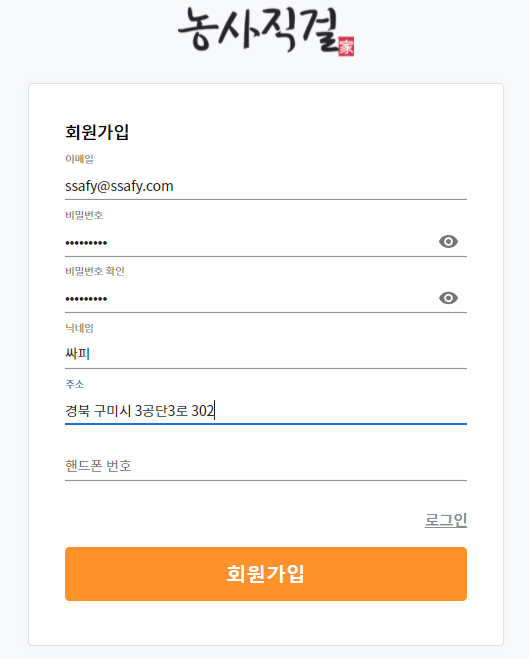 농사직결
家
회원가입
이메일
ssafy@ssafy.com
비밀번호
•••••••••
비밀번호 확인
•••••••••
닉네임
싸피
주소
경북 구미시 3공단3로 302
핸드폰 번호
로그인
회원가입